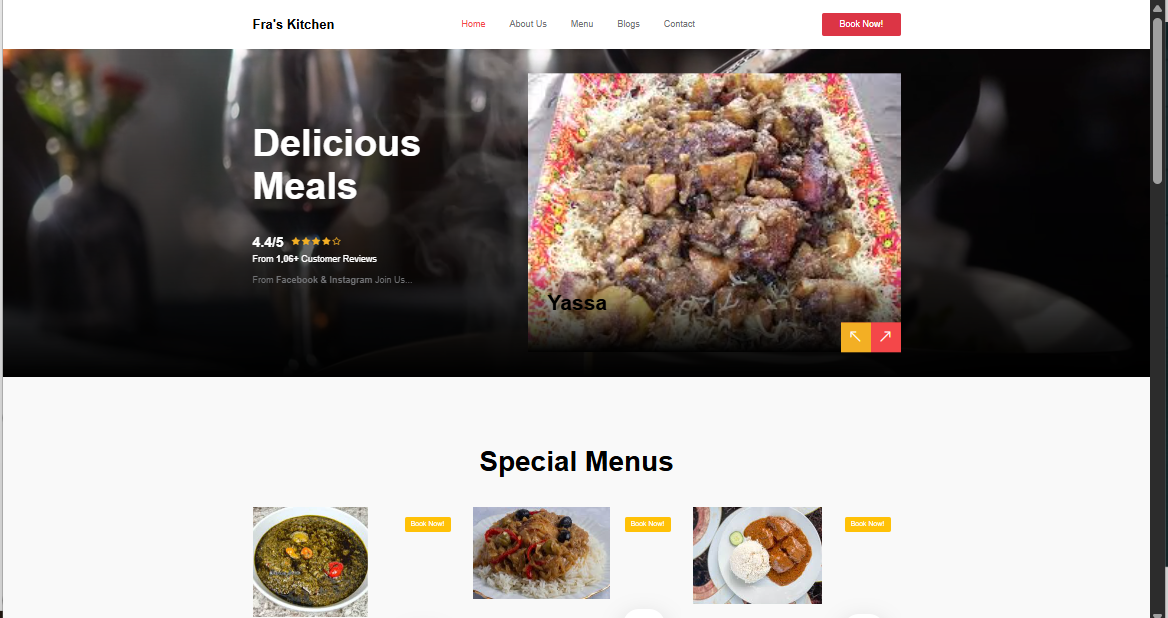 Fra's Kitchen
Home
About Us
Menu
Blogs
Contact
Book Now!
Delicious
Meals
4.4/5
From 1,06+ Customer Reviews
From Facebook & Instagram Join Us...
Yassa
Special Menus
Book Now!
Book Now!
Book Now!